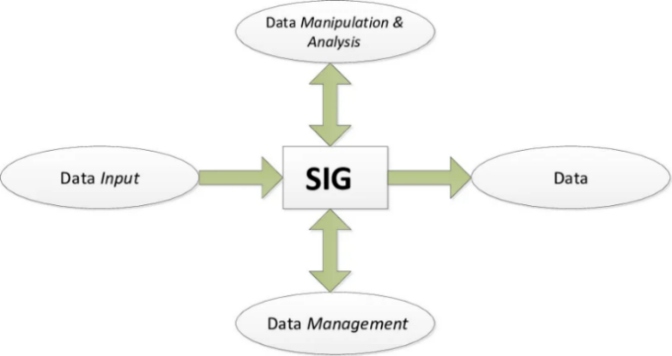 Data Manipulation &
Analysis
Data Input
SIG
Data
Data Management